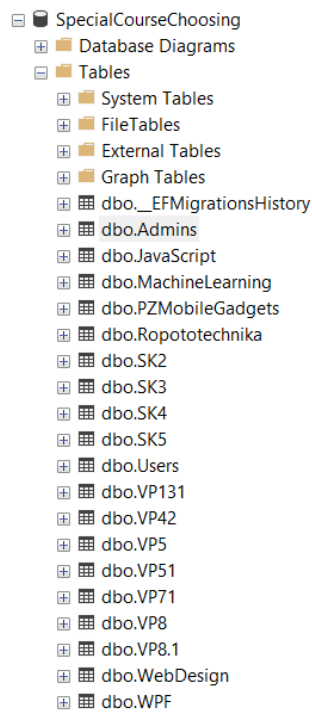 SpecialCourseChoosing
Database Diagrams
Tables
System Tables
FileTables
External Tables
Graph Tables
dbo.__EFMigrationsHistory
dbo.Admins
dbo.JavaScript
dbo.MachineLearning
dbo.PZMobileGadgets
dbo.Ropototechnika
dbo.SK2
dbo.SK3
dbo.SK4
dbo.SK5
dbo.Users
dbo.VP131
dbo.VP42
dbo.VP5
dbo.VP51
dbo.VP71
dbo.VP8
dbo.VP8.1
dbo.WebDesign
dbo.WPF